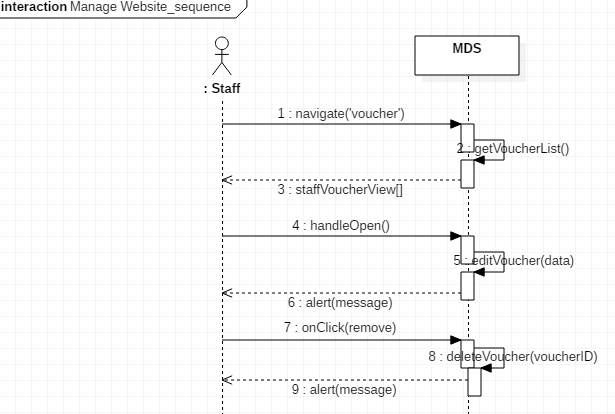 interaction Manage Website_sequence
MDS
: Staff
1 : navigate('voucher')
2 : getVoucherList()
3 : staffVoucherView[]
4 : handleOpen()
5 : editVoucher(data)
6 : alert(message)
7 : onClick(remove)
8 : deleteVoucher(voucherID)
9 : alert(message)